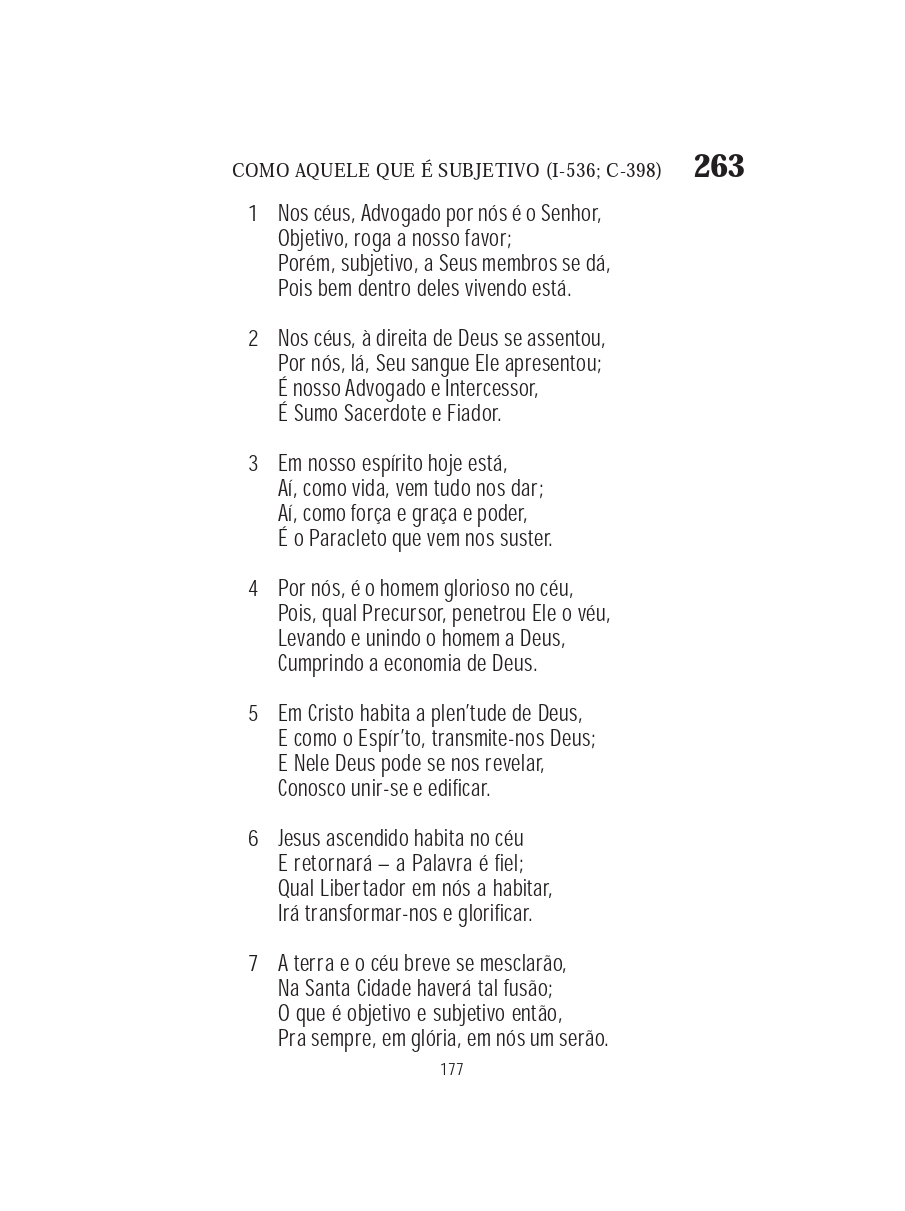 COMO AQUELE QUE É SUBJETIVO (I-536; C-398) 263
1 Nos céus, Advogado por nós é o Senhor,
Objetivo, roga a nosso favor;
Porém, subjetivo, a Seus membros se dá,
Pois bem dentro deles vivendo está.
2 Nos céus, à direita de Deus se assentou,
Por nós, lá, Seu sangue Ele apresentou;
É nosso Advogado e Intercessor,
É Sumo Sacerdote e Fiador.
3 Em nosso espírito hoje está,
Aí, como vida, vem tudo nos dar;
Aí, como força e graça e poder,
É o Paracleto que vem nos suster.
4 Por nós, é o homem glorioso no céu,
Pois, qual Precursor, penetrou Ele o véu,
Levando e unindo o homem a Deus,
Cumprindo a economia de Deus.
5 Em Cristo habita a plen’tude de Deus,
E como o Espír’to, transmite-nos Deus;
E Nele Deus pode se nos revelar,
Conosco unir-se e edificar.
6 Jesus ascendido habita no céu
E retornará – a Palavra é fiel;
Qual Libertador em nós a habitar,
Irá transformar-nos e glorificar.
7 A terra e o céu breve se mesclarão,
Na Santa Cidade haverá tal fusão;
O que é objetivo e subjetivo então,
Pra sempre, em glória, em nós um serão.
177